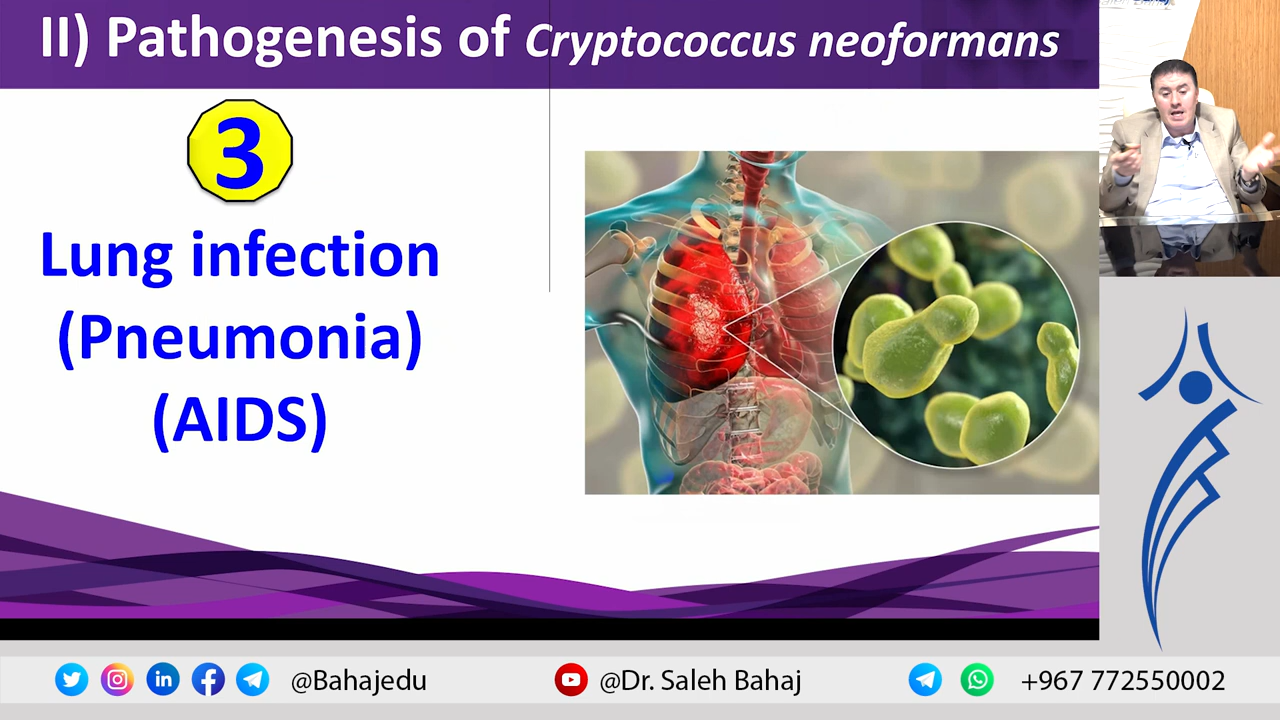 II) Pathogenesis of Cryptococcus neoformans
3
Lung infection
(Pneumonia)
(AIDS)
@Bahajedu
@Dr. Saleh Bahaj
+967 772550002